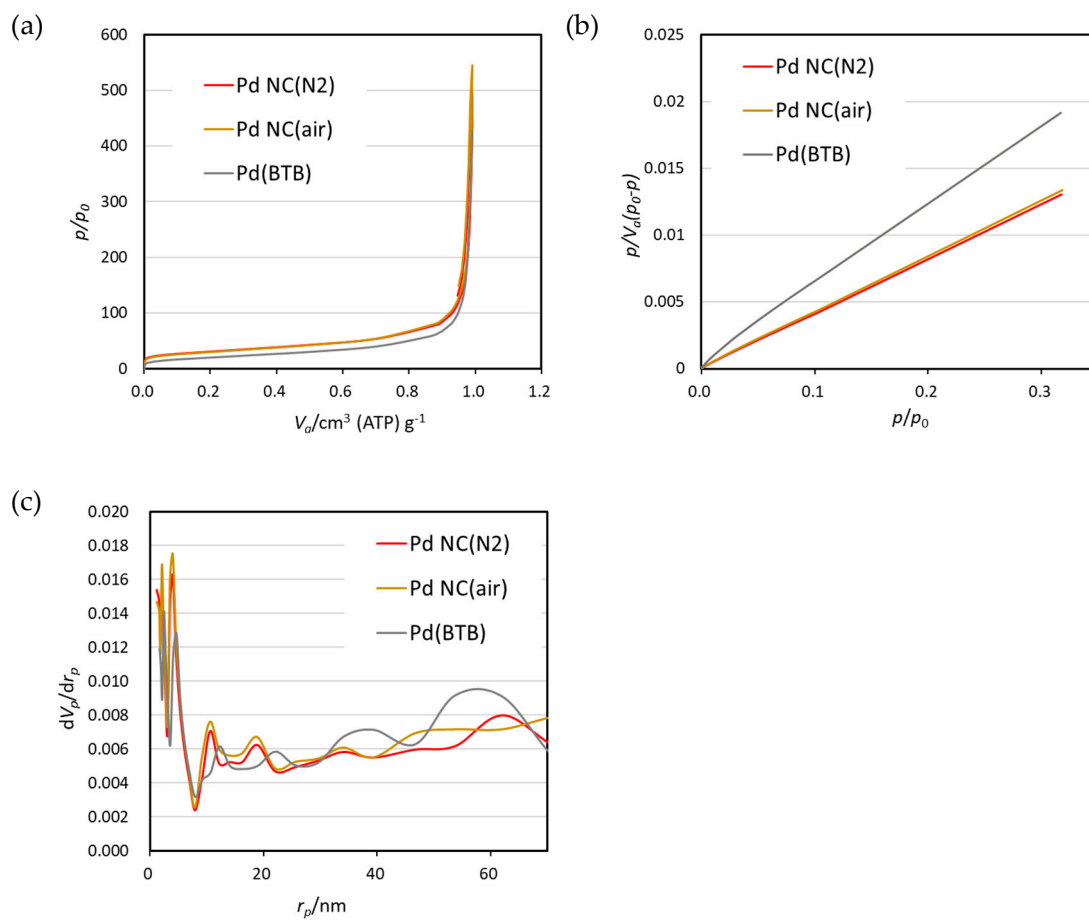 (a)
600
500
400
300
200
100
0
p/p0
Pd NC(N2)
Pd NC(air)
Pd(BTB)
0.0 0.2 0.4 0.6 0.8 1.0 1.2
Va/cm³ (ATP) g⁻¹
(b)
0.025
0.02
0.015
0.01
0.005
0
p/Va(p0-p)
Pd NC(N2)
Pd NC(air)
Pd(BTB)
0.0 0.1 0.2 0.3
p/p0
(c)
0.020
0.018
0.016
0.014
0.012
0.010
0.008
0.006
0.004
0.002
0.000
dVp/drp
Pd NC(N2)
Pd NC(air)
Pd(BTB)
0 20 40 60
rp/nm